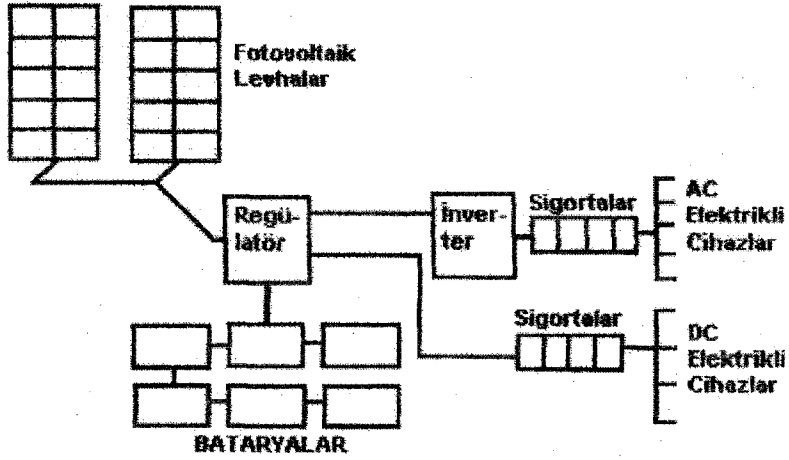 Fotovoltaik
Levhalar
Regü-
latör
İnver-
ter
Sigortalar
AC
Elektrikli
Cihazlar
Sigortalar
DC
Elektrikli
Cihazlar
BATARYALAR